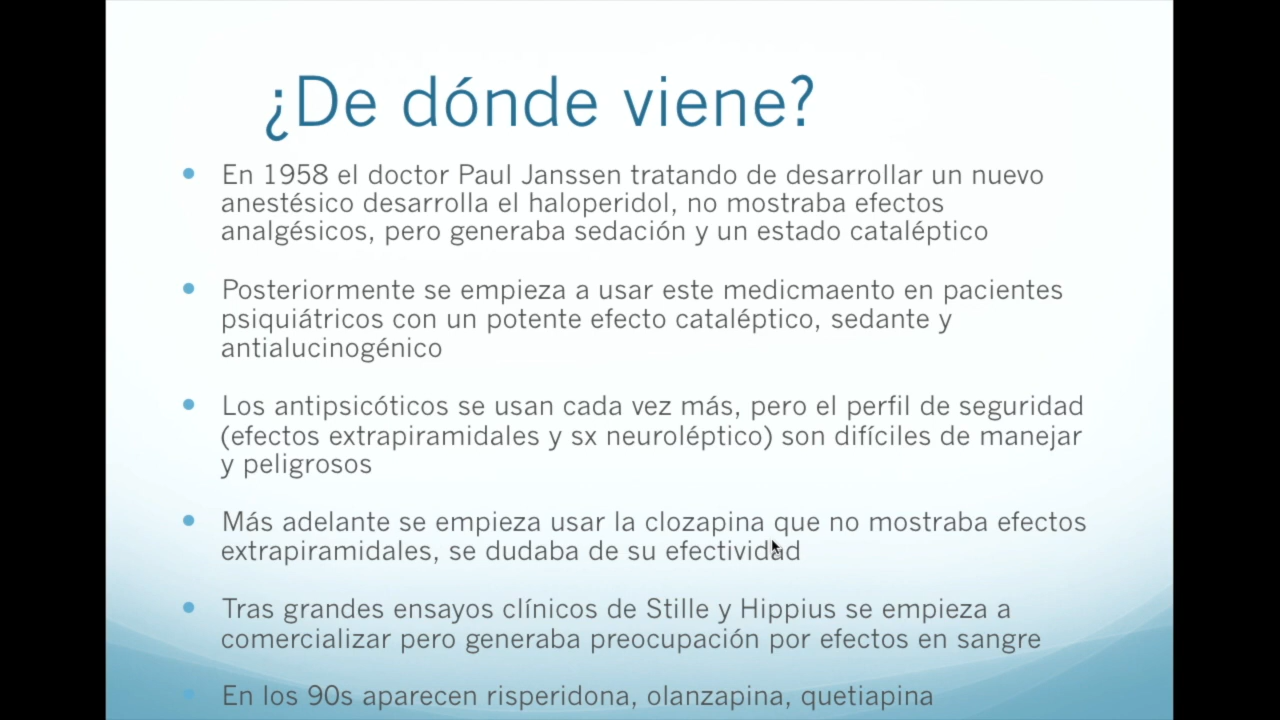 ¿De dónde viene?
En 1958 el doctor Paul Janssen tratando de desarrollar un nuevo
anestésico desarrolla el haloperidol, no mostraba efectos
analgésicos, pero generaba sedación y un estado cataléptico
Posteriormente se empieza a usar este medicmaento en pacientes
psiquiátricos con un potente efecto cataléptico, sedante y
antialucinogénico
Los antipsicóticos se usan cada vez más, pero el perfil de seguridad
(efectos extrapiramidales y sx neuroléptico) son difíciles de manejar
y peligrosos
Más adelante se empieza usar la clozapina que no mostraba efectos
extrapiramidales, se dudaba de su efectividad
Tras grandes ensayos clínicos de Stille y Hippius se empieza a
comercializar pero generaba preocupación por efectos en sangre
En los 90s aparecen risperidona, olanzapina, quetiapina